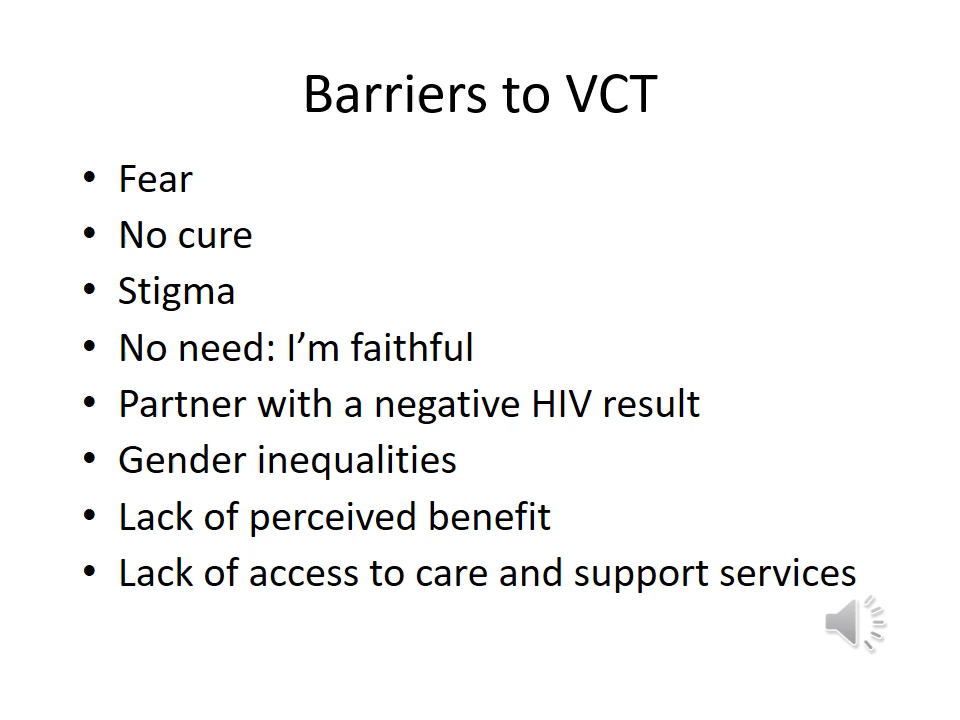 Barriers to VCT
• Fear
• No cure
• Stigma
• No need: I’m faithful
• Partner with a negative HIV result
• Gender inequalities
• Lack of perceived benefit
• Lack of access to care and support services